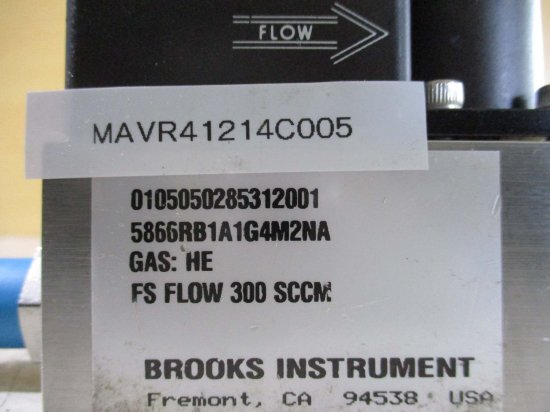 FLOW
MAVR41214C005
0105050285312001
5866RB1A1G4M2NA
GAS: HE
FS FLOW 300 SCCM
BROOKS INSTRUMENT
Fremont, CA 94538 USA